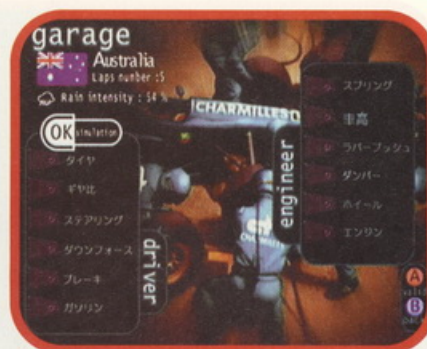 garage
Australia
Laps number :5
Rain intensity : 54 %
OK simulation
CHARMILLES
タイヤ
ギヤ比
ステアリング
ダウンフォース
ブレーキ
ガソリン
driver
engineer
スプリング
車高
ラバーブッシュ
ダンパー
ホイール
エンジン
A
B